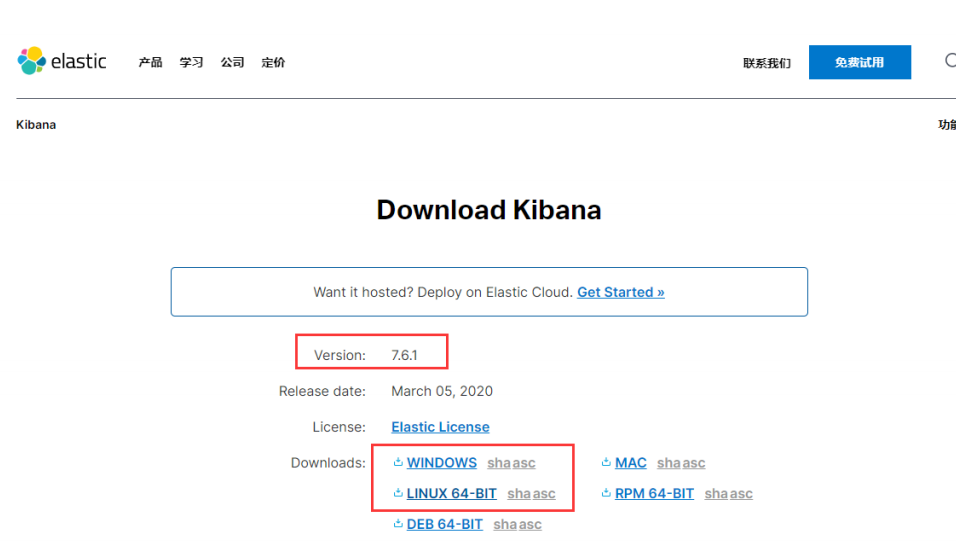 elastic 产品 学习 公司 定价 联系我们 免费试用
Kibana
Download Kibana
Want it hosted? Deploy on Elastic Cloud. Get Started »
Version: 7.6.1
Release date: March 05, 2020
License: Elastic License
Downloads: WINDOWS sha asc MAC sha asc
LINUX 64-BIT sha asc RPM 64-BIT sha asc
DEB 64-BIT sha asc